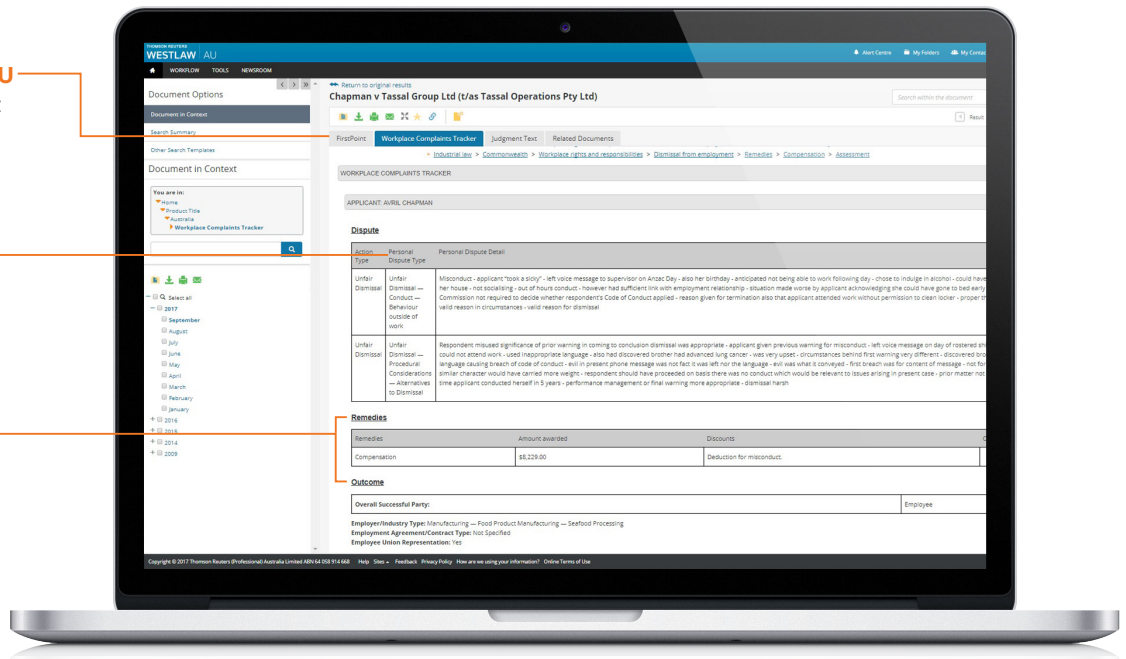 U
THOMSON REUTERS
WESTLAW AU
Alert Centre My Folders My Contac
WORKFLOW TOOLS NEWSROOM
Document Options
Document in Context
Search Summary
Other Search Templates
Document in Context
You are in:
Home
Product Title
Australia
Workplace Complaints Tracker
Select all
2017
September
August
July
June
May
April
March
February
January
2016
2015
2014
2009
Return to original results
Chapman v Tassal Group Ltd (t/as Tassal Operations Pty Ltd)
Search within the document
Result
FirstPoint Workplace Complaints Tracker Judgment Text Related Documents
Industrial law > Commonwealth > Workplace rights and responsibilities > Dismissal from employment > Remedies > Compensation > Assessment
WORKPLACE COMPLAINTS TRACKER
APPLICANT: AVRIL CHAPMAN
Dispute
Action Type
Personal Dispute Type
Personal Dispute Detail
Unfair Dismissal
Unfair Dismissal — Conduct — Behaviour outside of work
Misconduct - applicant "took a sicky" - left voice message to supervisor on Anzac Day - also her birthday - anticipated not being able to work following day - chose to indulge in alcohol - could have
her house - not socialising - out of hours conduct - however had sufficient link with employment relationship - situation made worse by applicant acknowledging she could have gone to bed early
Commission not required to decide whether respondent's Code of Conduct applied - reason given for termination also that applicant attended work without permission to clean locker - proper th
valid reason in circumstances - valid reason for dismissal
Unfair Dismissal
Unfair Dismissal — Procedural Considerations — Alternatives to Dismissal
Respondent misused significance of prior warning in coming to conclusion dismissal was appropriate - applicant given previous warning for misconduct - left voice message on day of rostered shi
could not attend work - used inappropriate language - also had discovered brother had advanced lung cancer - was very upset - circumstances behind first warning very different - discovered bro
language causing breach of code of conduct - evil in present phone message was not fact it was left nor the language - evil was what it conveyed - first breach was for content of message - not for
similar character would have carried more weight - respondent should have proceeded on basis there was no conduct which would be relevant to issues arising in present case - prior matter not
time applicant conducted herself in 5 years - performance management or final warning more appropriate - dismissal harsh
Remedies
Remedies Amount awarded Discounts
Compensation $8,229.00 Deduction for misconduct.
Outcome
Overall Successful Party: Employee
Employer/Industry Type: Manufacturing — Food Product Manufacturing — Seafood Processing
Employment Agreement/Contract Type: Not Specified
Employee Union Representation: Yes
Copyright © 2017 Thomson Reuters (Professional) Australia Limited ABN 64 058 914 668 Help Sites Feedback Privacy Policy How are we using your information? Online Terms of Use